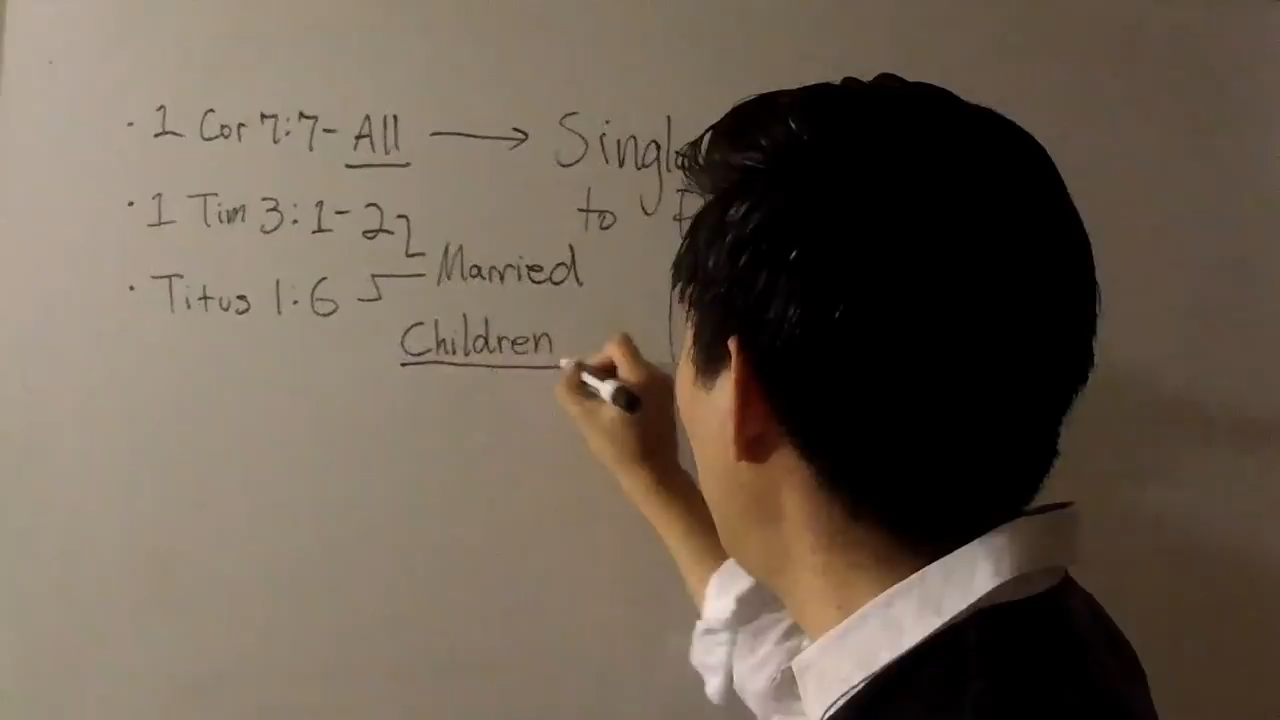 · 1 Cor 7:7- All → Singl
to
· 1 Tim 3:1-2
Married
· Titus 1:6
Children